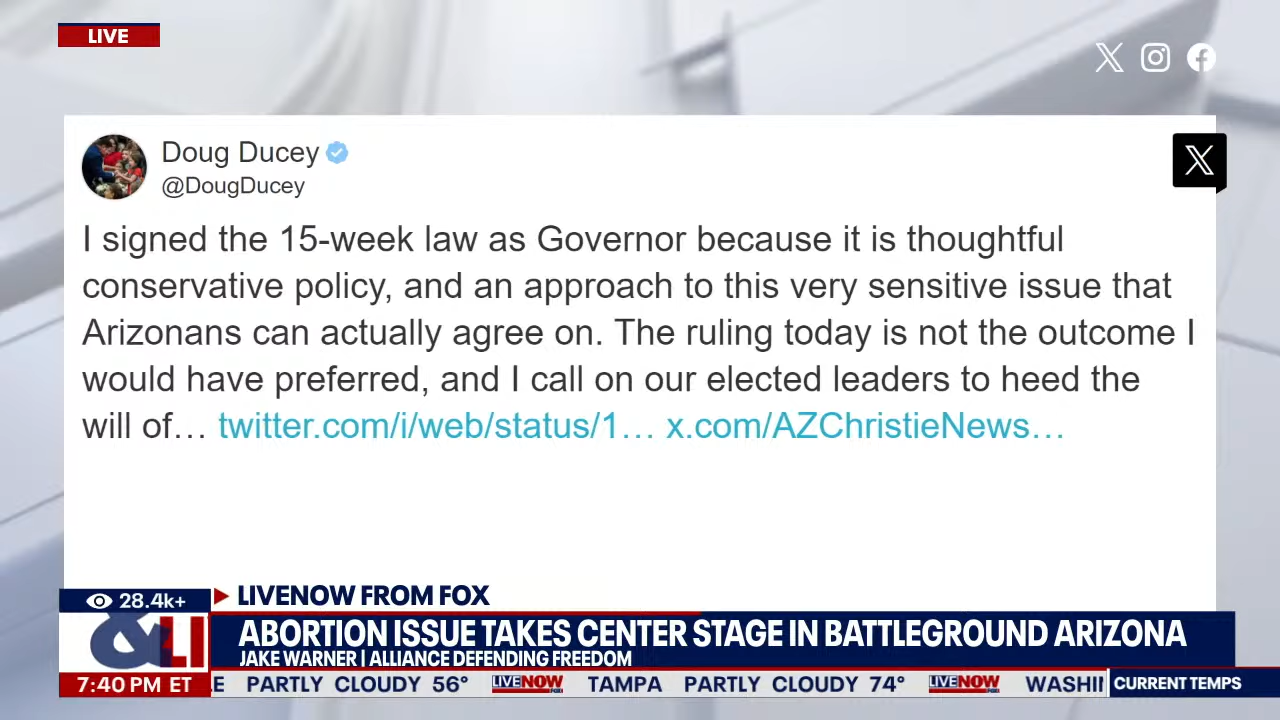 LIVE
Doug Ducey
@DougDucey
I signed the 15-week law as Governor because it is thoughtful
conservative policy, and an approach to this very sensitive issue that
Arizonans can actually agree on. The ruling today is not the outcome I
would have preferred, and I call on our elected leaders to heed the
will of… twitter.com/i/web/status/1… x.com/AZChristieNews…
28.4k+
LIVENOW FROM FOX
&LI
ABORTION ISSUE TAKES CENTER STAGE IN BATTLEGROUND ARIZONA
JAKE WARNER | ALLIANCE DEFENDING FREEDOM
7:40 PM ET E PARTLY CLOUDY 56° LIVENOW FOX TAMPA PARTLY CLOUDY 74° LIVENOW FOX WASHI CURRENT TEMPS